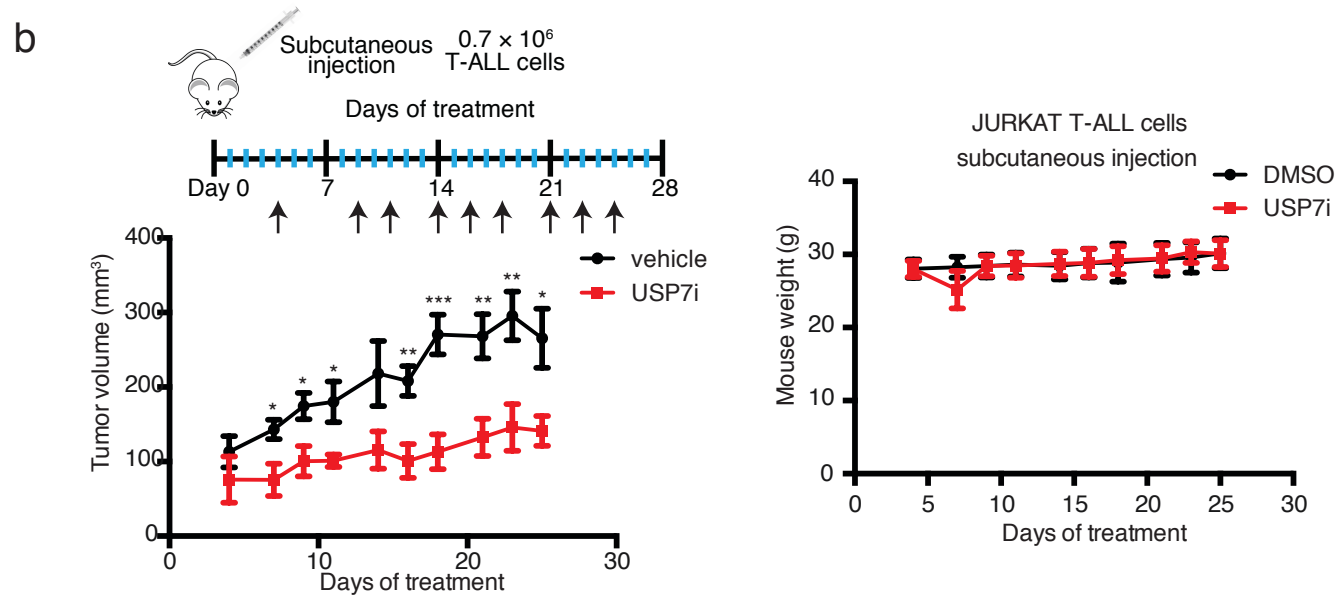 b
Subcutaneous
injection
0.7 × 10⁶
T-ALL cells
Days of treatment
Day 0 7 14 21 28
400
300
200
100
0
Tumor volume (mm³)
vehicle
USP7i
* * * ** *** ** ** *
0 10 20 30
Days of treatment
JURKAT T-ALL cells
subcutaneous injection
DMSO
USP7i
40
30
20
10
0
Mouse weight (g)
0 5 10 15 20 25 30
Days of treatment